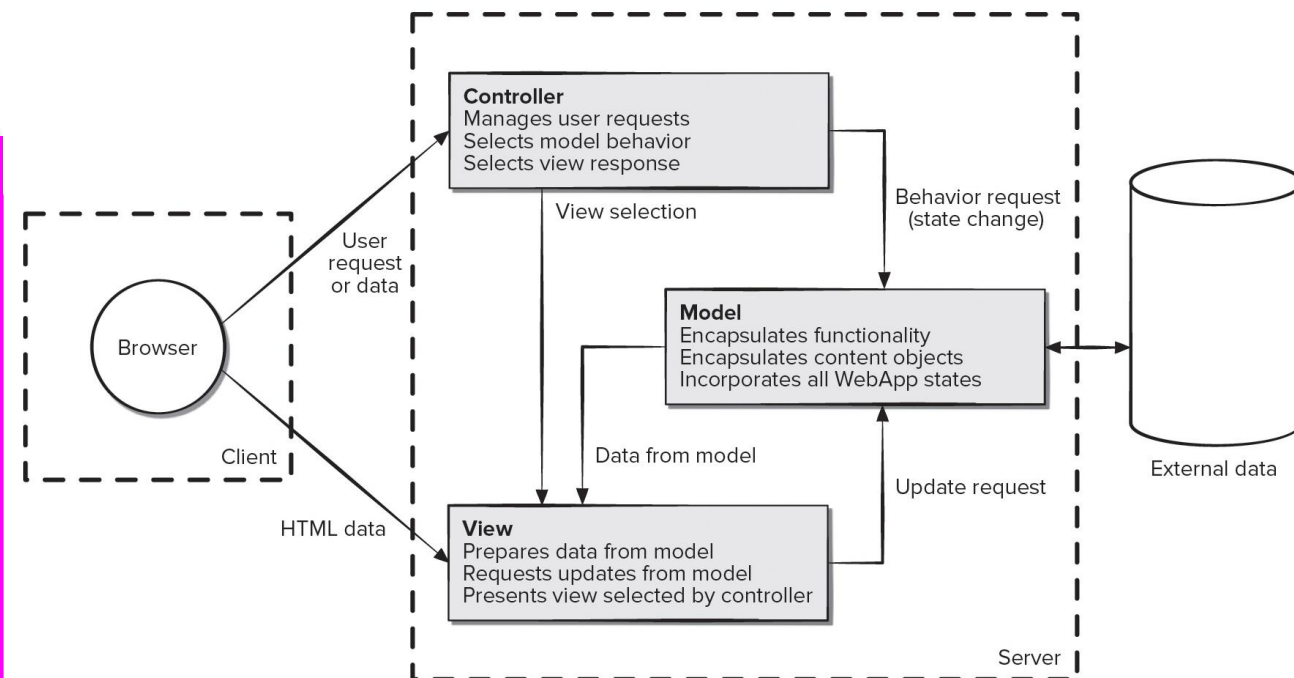 Controller
Manages user requests
Selects model behavior
Selects view response
View selection
Behavior request
(state change)
User
request
or data
Browser
Client
Model
Encapsulates functionality
Encapsulates content objects
Incorporates all WebApp states
External data
Data from model
Update request
HTML data
View
Prepares data from model
Requests updates from model
Presents view selected by controller
Server